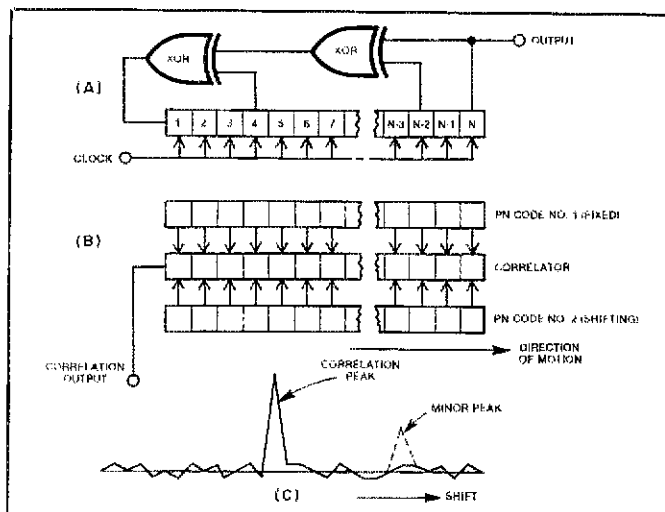 XOR
XOR
OUTPUT
(A)
1 2 3 4 5 6 7 N-3 N-2 N-1 N
CLOCK
PN CODE NO. 1 (FIXED)
(B)
CORRELATOR
PN CODE NO. 2 (SHIFTING)
DIRECTION
OF MOTION
CORRELATION
OUTPUT
CORRELATION
PEAK
MINOR PEAK
(C)
SHIFT